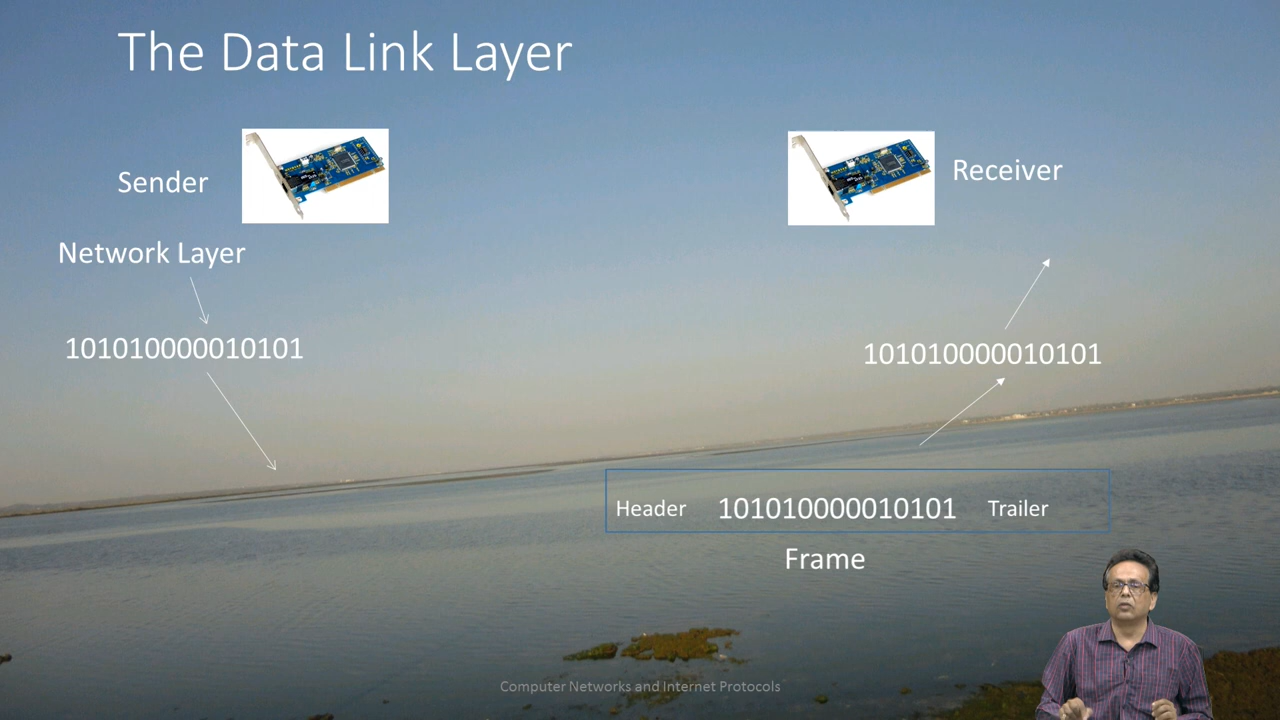 The Data Link Layer
Sender
Receiver
Network Layer
101010000010101
101010000010101
Header 101010000010101 Trailer
Frame
Computer Networks and Internet Protocols